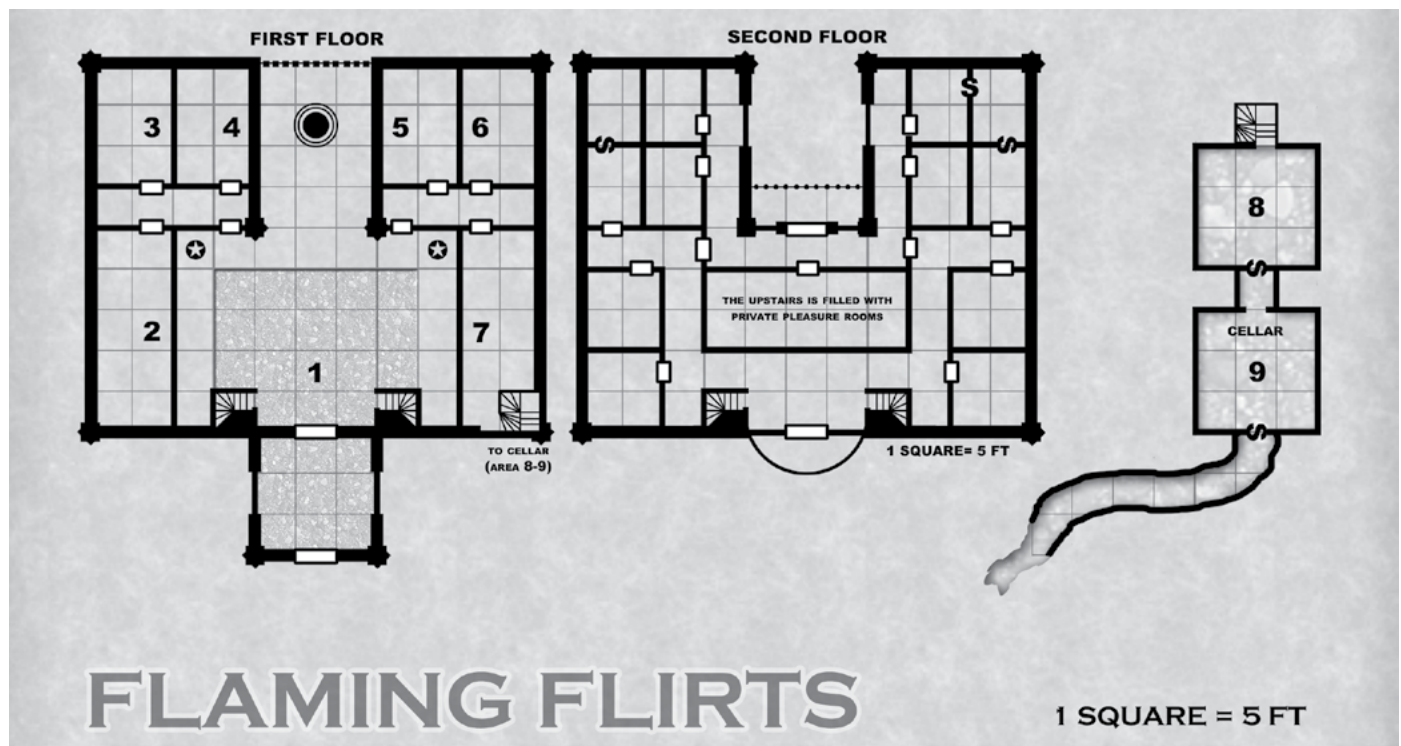 FIRST FLOOR
SECOND FLOOR
S
3
4
5
6
S
S
8
S
THE UPSTAIRS IS FILLED WITH
PRIVATE PLEASURE ROOMS
2
7
1
CELLAR
9
S
TO CELLAR
(AREA 8-9)
1 SQUARE= 5 FT
FLAMING FLIRTS
1 SQUARE = 5 FT